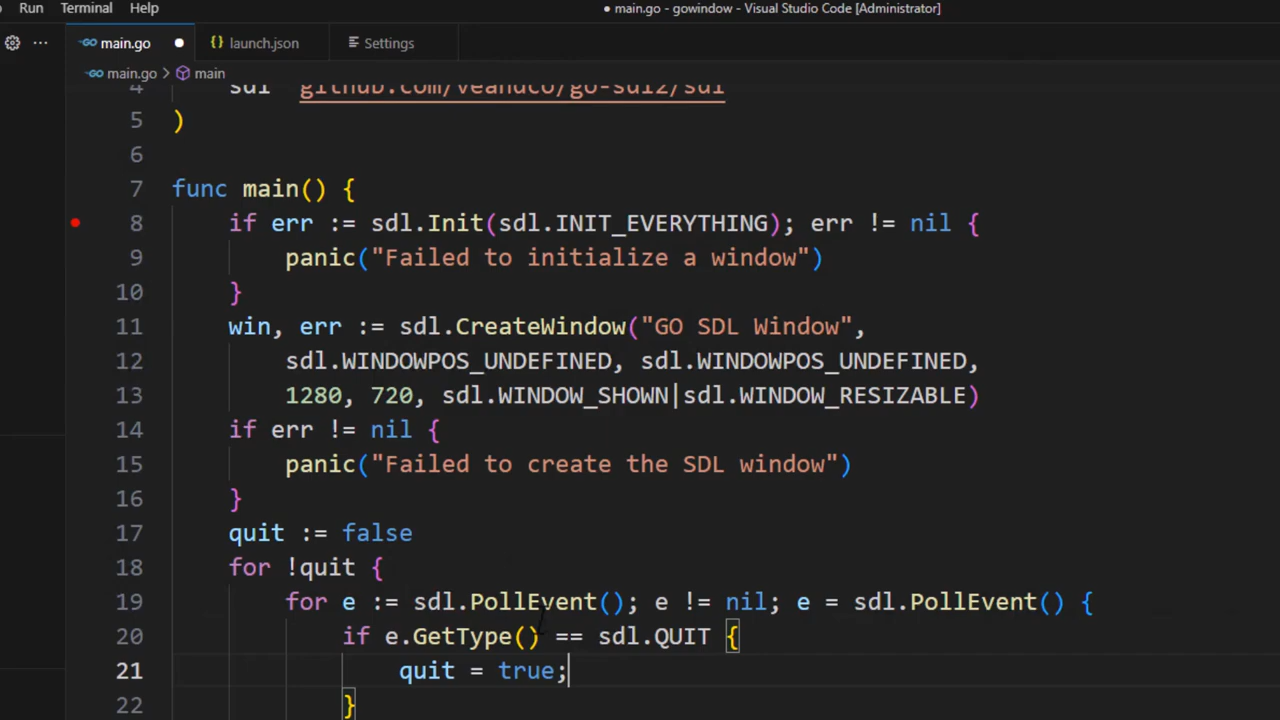 Run Terminal Help ● main.go - gowindow - Visual Studio Code [Administrator]
main.go launch.json Settings
main.go > main
4 sdl "github.com/veandco/go-sdl2/sdl"
5 )
6
7 func main() {
8 if err := sdl.Init(sdl.INIT_EVERYTHING); err != nil {
9 panic("Failed to initialize a window")
10 }
11 win, err := sdl.CreateWindow("GO SDL Window",
12 sdl.WINDOWPOS_UNDEFINED, sdl.WINDOWPOS_UNDEFINED,
13 1280, 720, sdl.WINDOW_SHOWN|sdl.WINDOW_RESIZABLE)
14 if err != nil {
15 panic("Failed to create the SDL window")
16 }
17 quit := false
18 for !quit {
19 for e := sdl.PollEvent(); e != nil; e = sdl.PollEvent() {
20 if e.GetType() == sdl.QUIT {
21 quit = true;
22 }